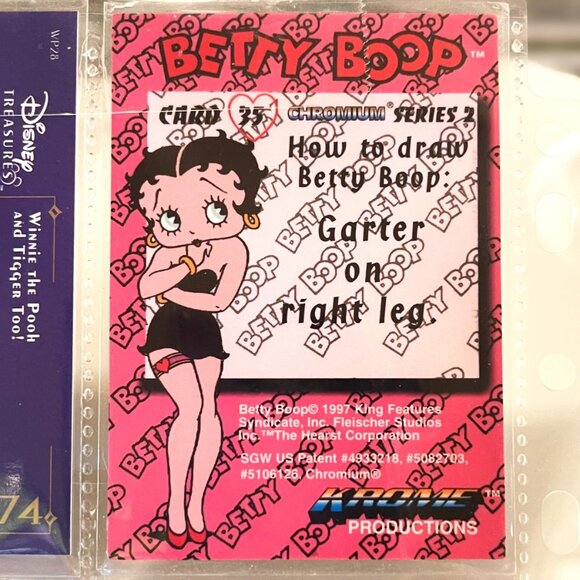 WP28
DISNEY
TREASURES™
WINNIE THE POOH
AND TIGGER TOO!
74
BETTY BOOP™
CARD 35 CHROMIUM® SERIES 2
How to draw
Betty Boop:
Garter
on
right leg.
Betty Boop© 1997 King Features
Syndicate, Inc. Fleischer Studios
Inc.™The Hearst Corporation
SGW US Patent #4933218, #5082703,
#5106126, Chromium®
KROME™
PRODUCTIONS